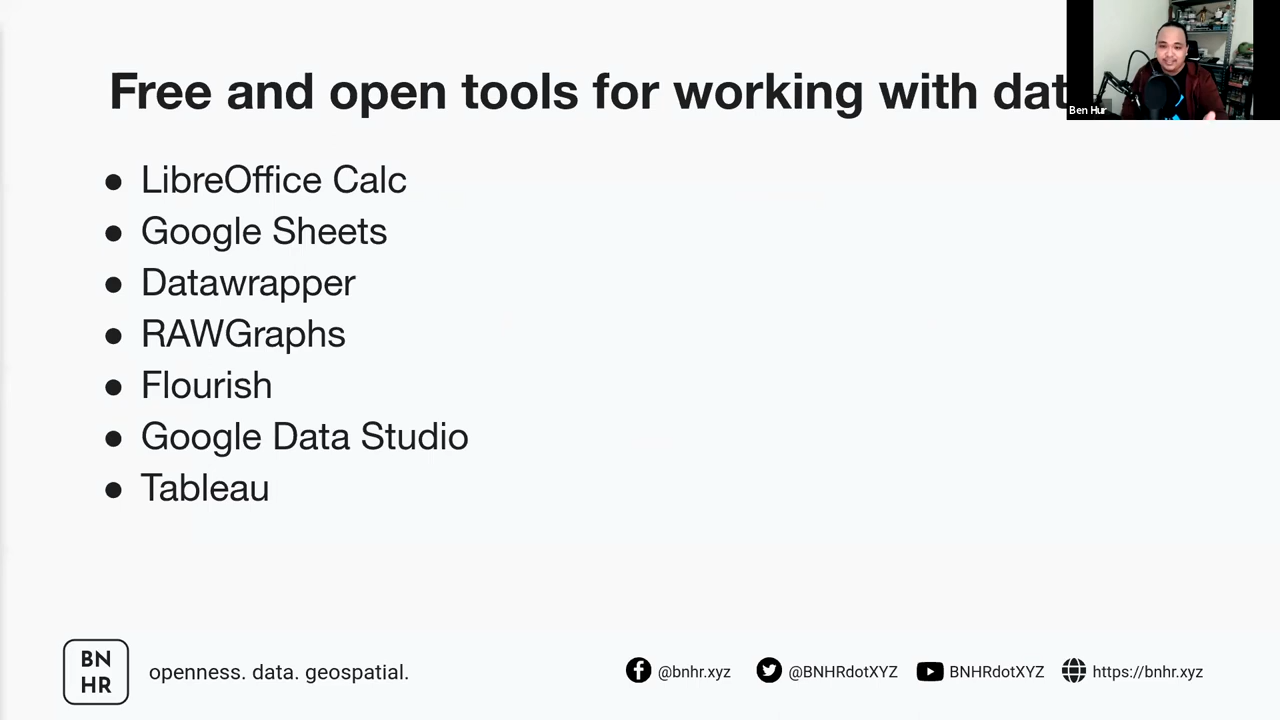 Free and open tools for working with dat
Ben Hur
● LibreOffice Calc
● Google Sheets
● Datawrapper
● RAWGraphs
● Flourish
● Google Data Studio
● Tableau
BN
HR
openness. data. geospatial.
@bnhr.xyz
@BNHRdotXYZ
BNHRdotXYZ
https://bnhr.xyz